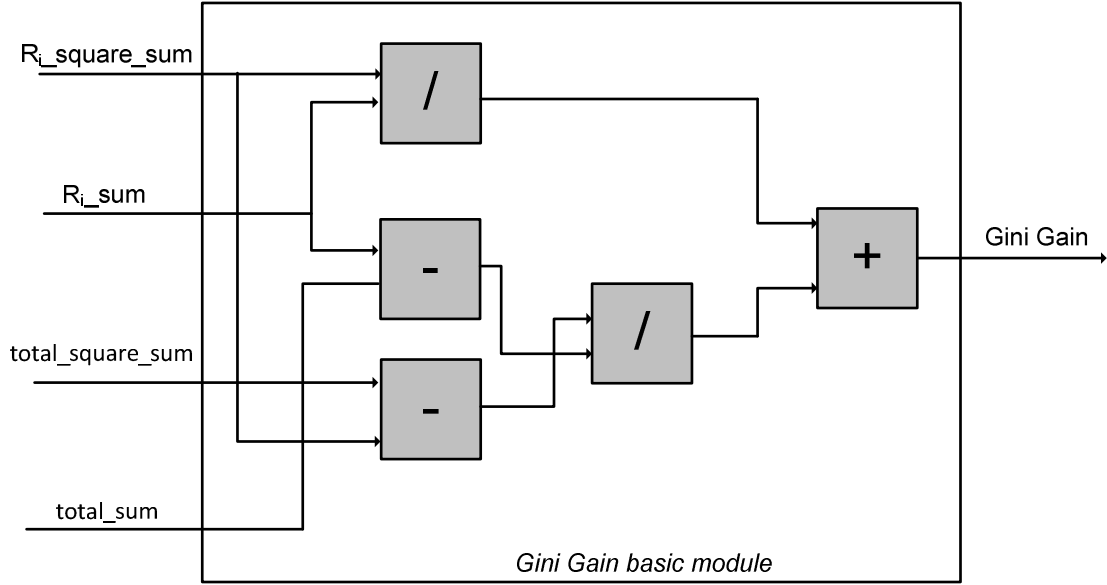 Rᵢ_square_sum
/
Rᵢ_sum
-
+
Gini Gain
/
total_square_sum
-
total_sum
Gini Gain basic module